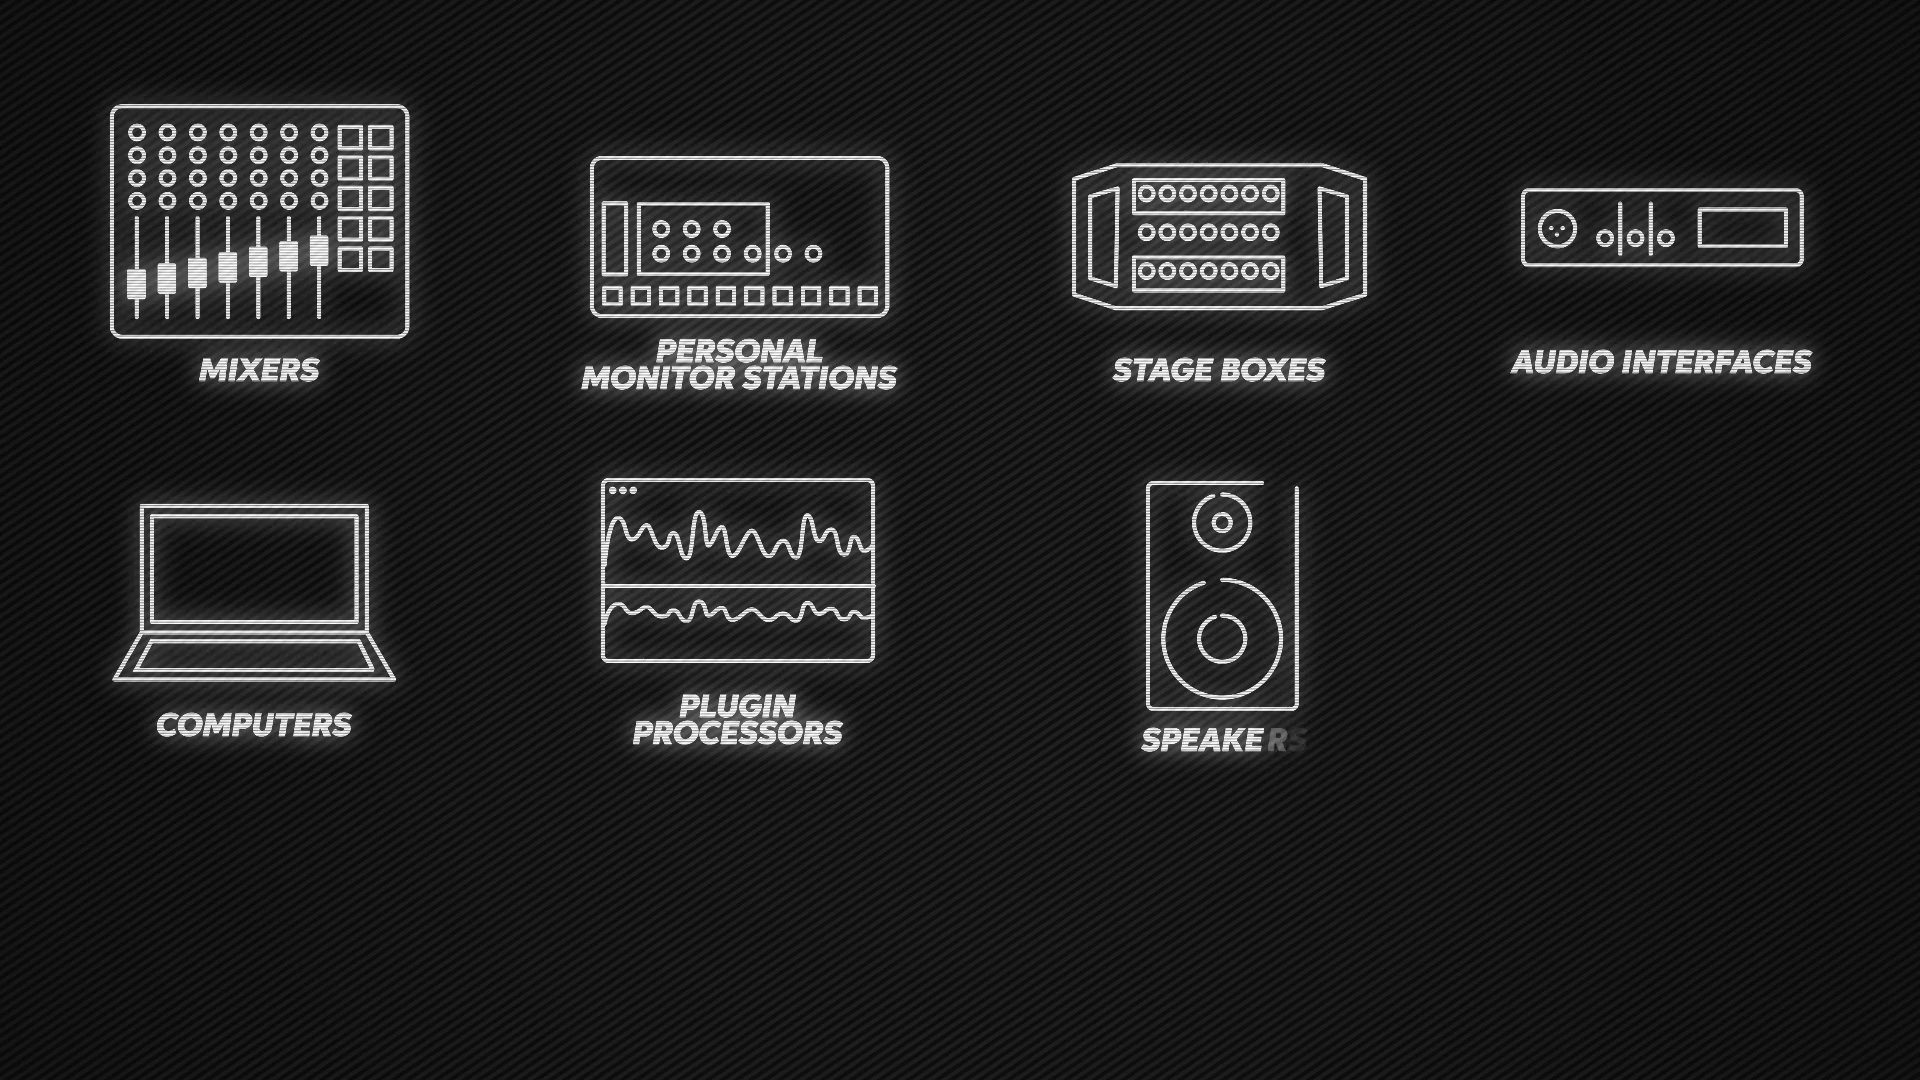 MIXERS
PERSONAL
MONITOR STATIONS
STAGE BOXES
AUDIO INTERFACES
COMPUTERS
PLUGIN
PROCESSORS
SPEAKERS